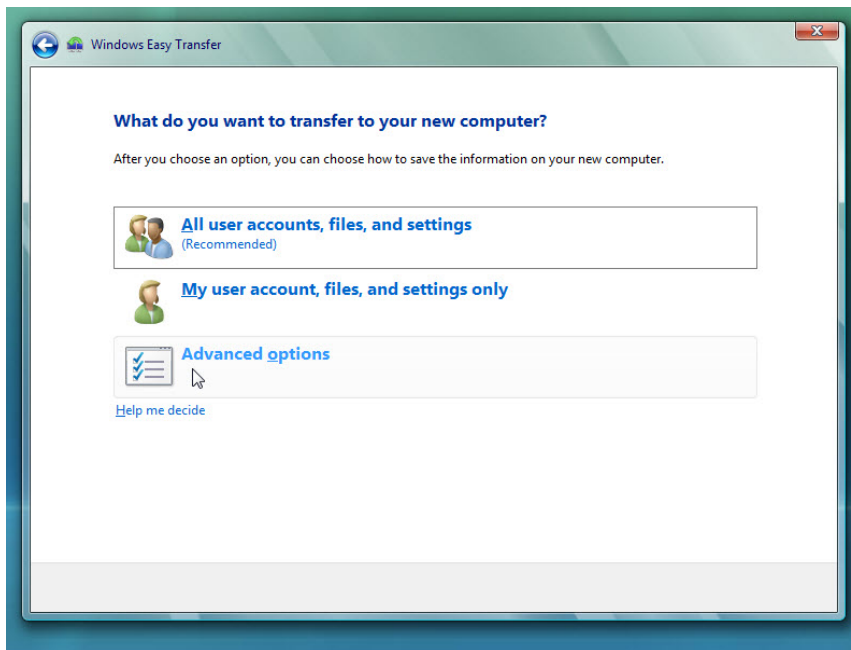 Windows Easy Transfer
What do you want to transfer to your new computer?
After you choose an option, you can choose how to save the information on your new computer.
All user accounts, files, and settings
(Recommended)
My user account, files, and settings only
Advanced options
Help me decide